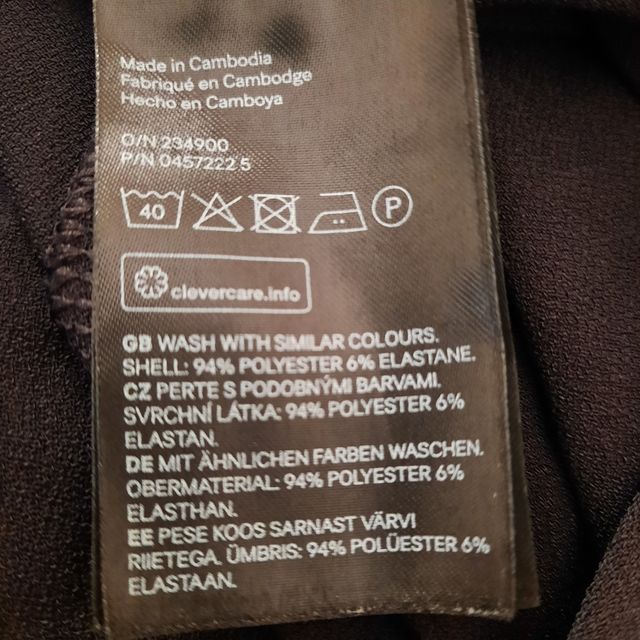 Made in Cambodia
Fabriqué en Cambodge
Hecho en Camboya
O/N 234900
P/N 0457222 5
40 P
clevercare.info
GB WASH WITH SIMILAR COLOURS.
SHELL: 94% POLYESTER 6% ELASTANE.
CZ PERTE S PODOBNÝMI BARVAMI.
SVRCHNÍ LÁTKA: 94% POLYESTER 6%
ELASTAN.
DE MIT ÄHNLICHEN FARBEN WASCHEN.
OBERMATERIAL: 94% POLYESTER 6%
ELASTHAN.
EE PESE KOOS SARNAST VÄRVI
RIIETEGA. ÜMBRIS: 94% POLÜESTER 6%
ELASTAAN.